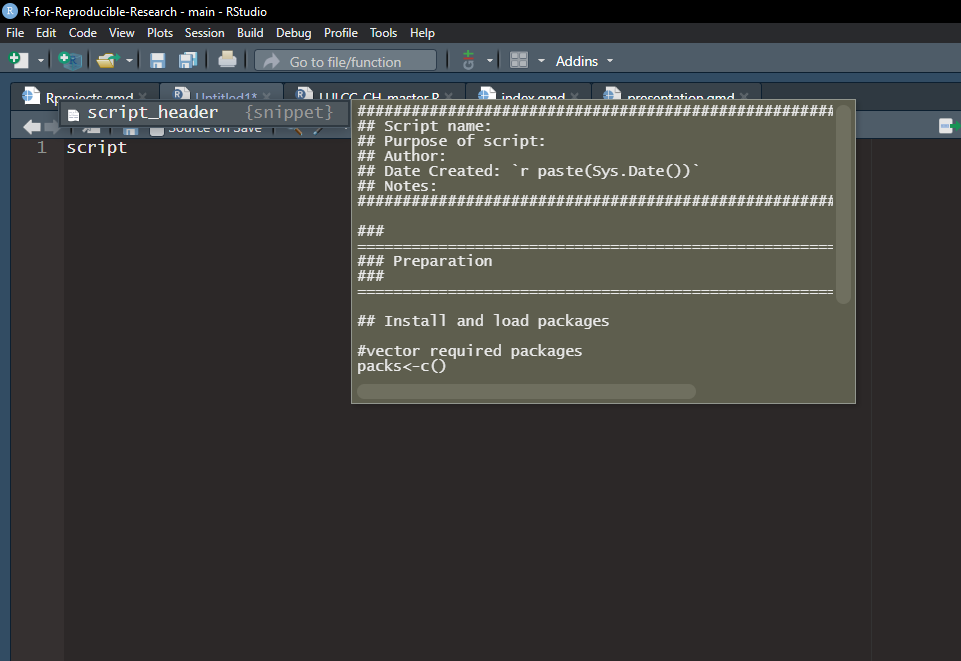 R-for-Reproducible-Research - main - RStudio
File Edit Code View Plots Session Build Debug Profile Tools Help
Go to file/function Addins
Rprojects.qmd Untitled1* LULCC_CH_master.R index.qmd presentation.qmd
script_header {snippet}
Source on Save
1 script
#####################################################
## Script name:
## Purpose of script:
## Author:
## Date Created: `r paste(Sys.Date())`
## Notes:
#####################################################
###
=====================================================
### Preparation
###
=====================================================
## Install and load packages
#vector required packages
packs<-c()